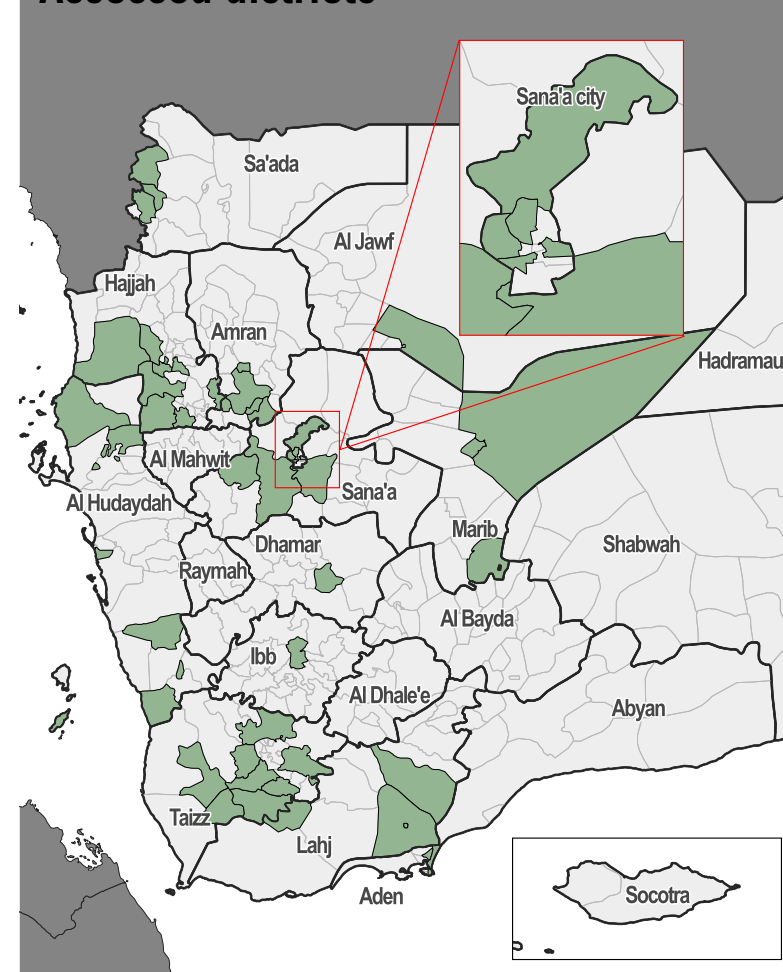 Assessed districts
Sana'a city
Sa'ada
Al Jawf
Hajjah
Amran
Hadramau
Al Mahwit
Sana'a
Al Hudaydah
Marib
Dhamar
Shabwah
Raymah
Al Bayda
Ibb
Al Dhale'e
Abyan
Taizz
Lahj
Aden
Socotra